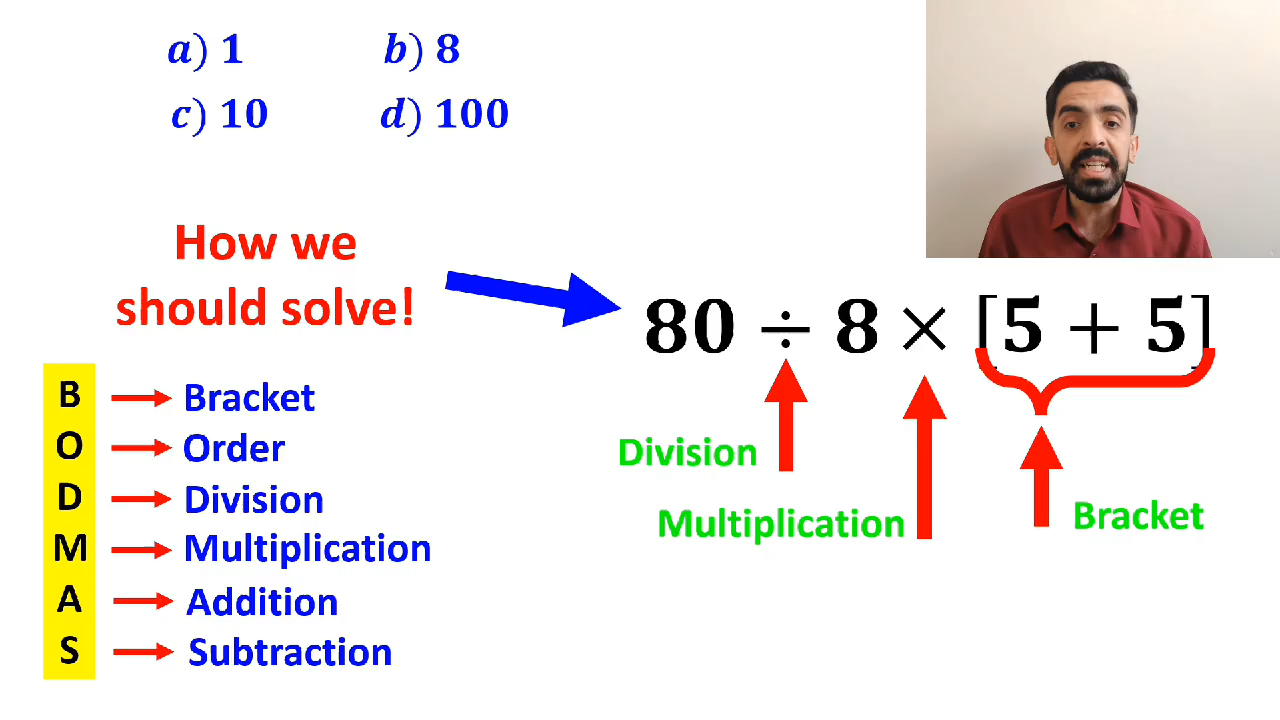 a) 1 b) 8
c) 10 d) 100
How we
should solve!
80 ÷ 8 × [5 + 5]
Division
Multiplication
Bracket
B → Bracket
O → Order
D → Division
M → Multiplication
A → Addition
S → Subtraction